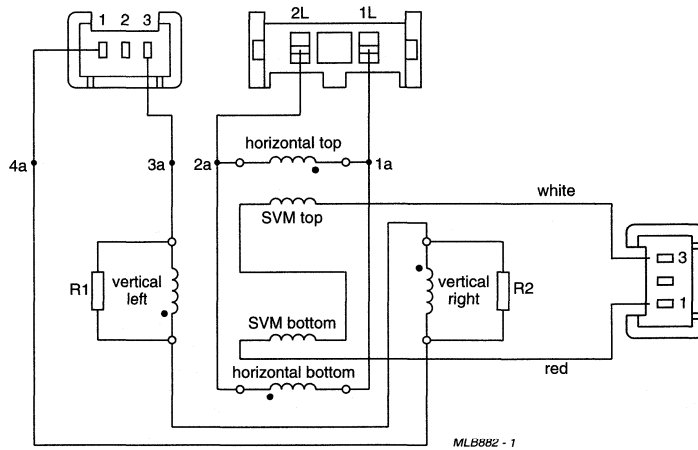 1 2 3
2L 1L
horizontal top
4a 3a 2a 1a
white
SVM top
3
R1 vertical left
vertical right R2
1
SVM bottom
red
horizontal bottom
MLB882 - 1